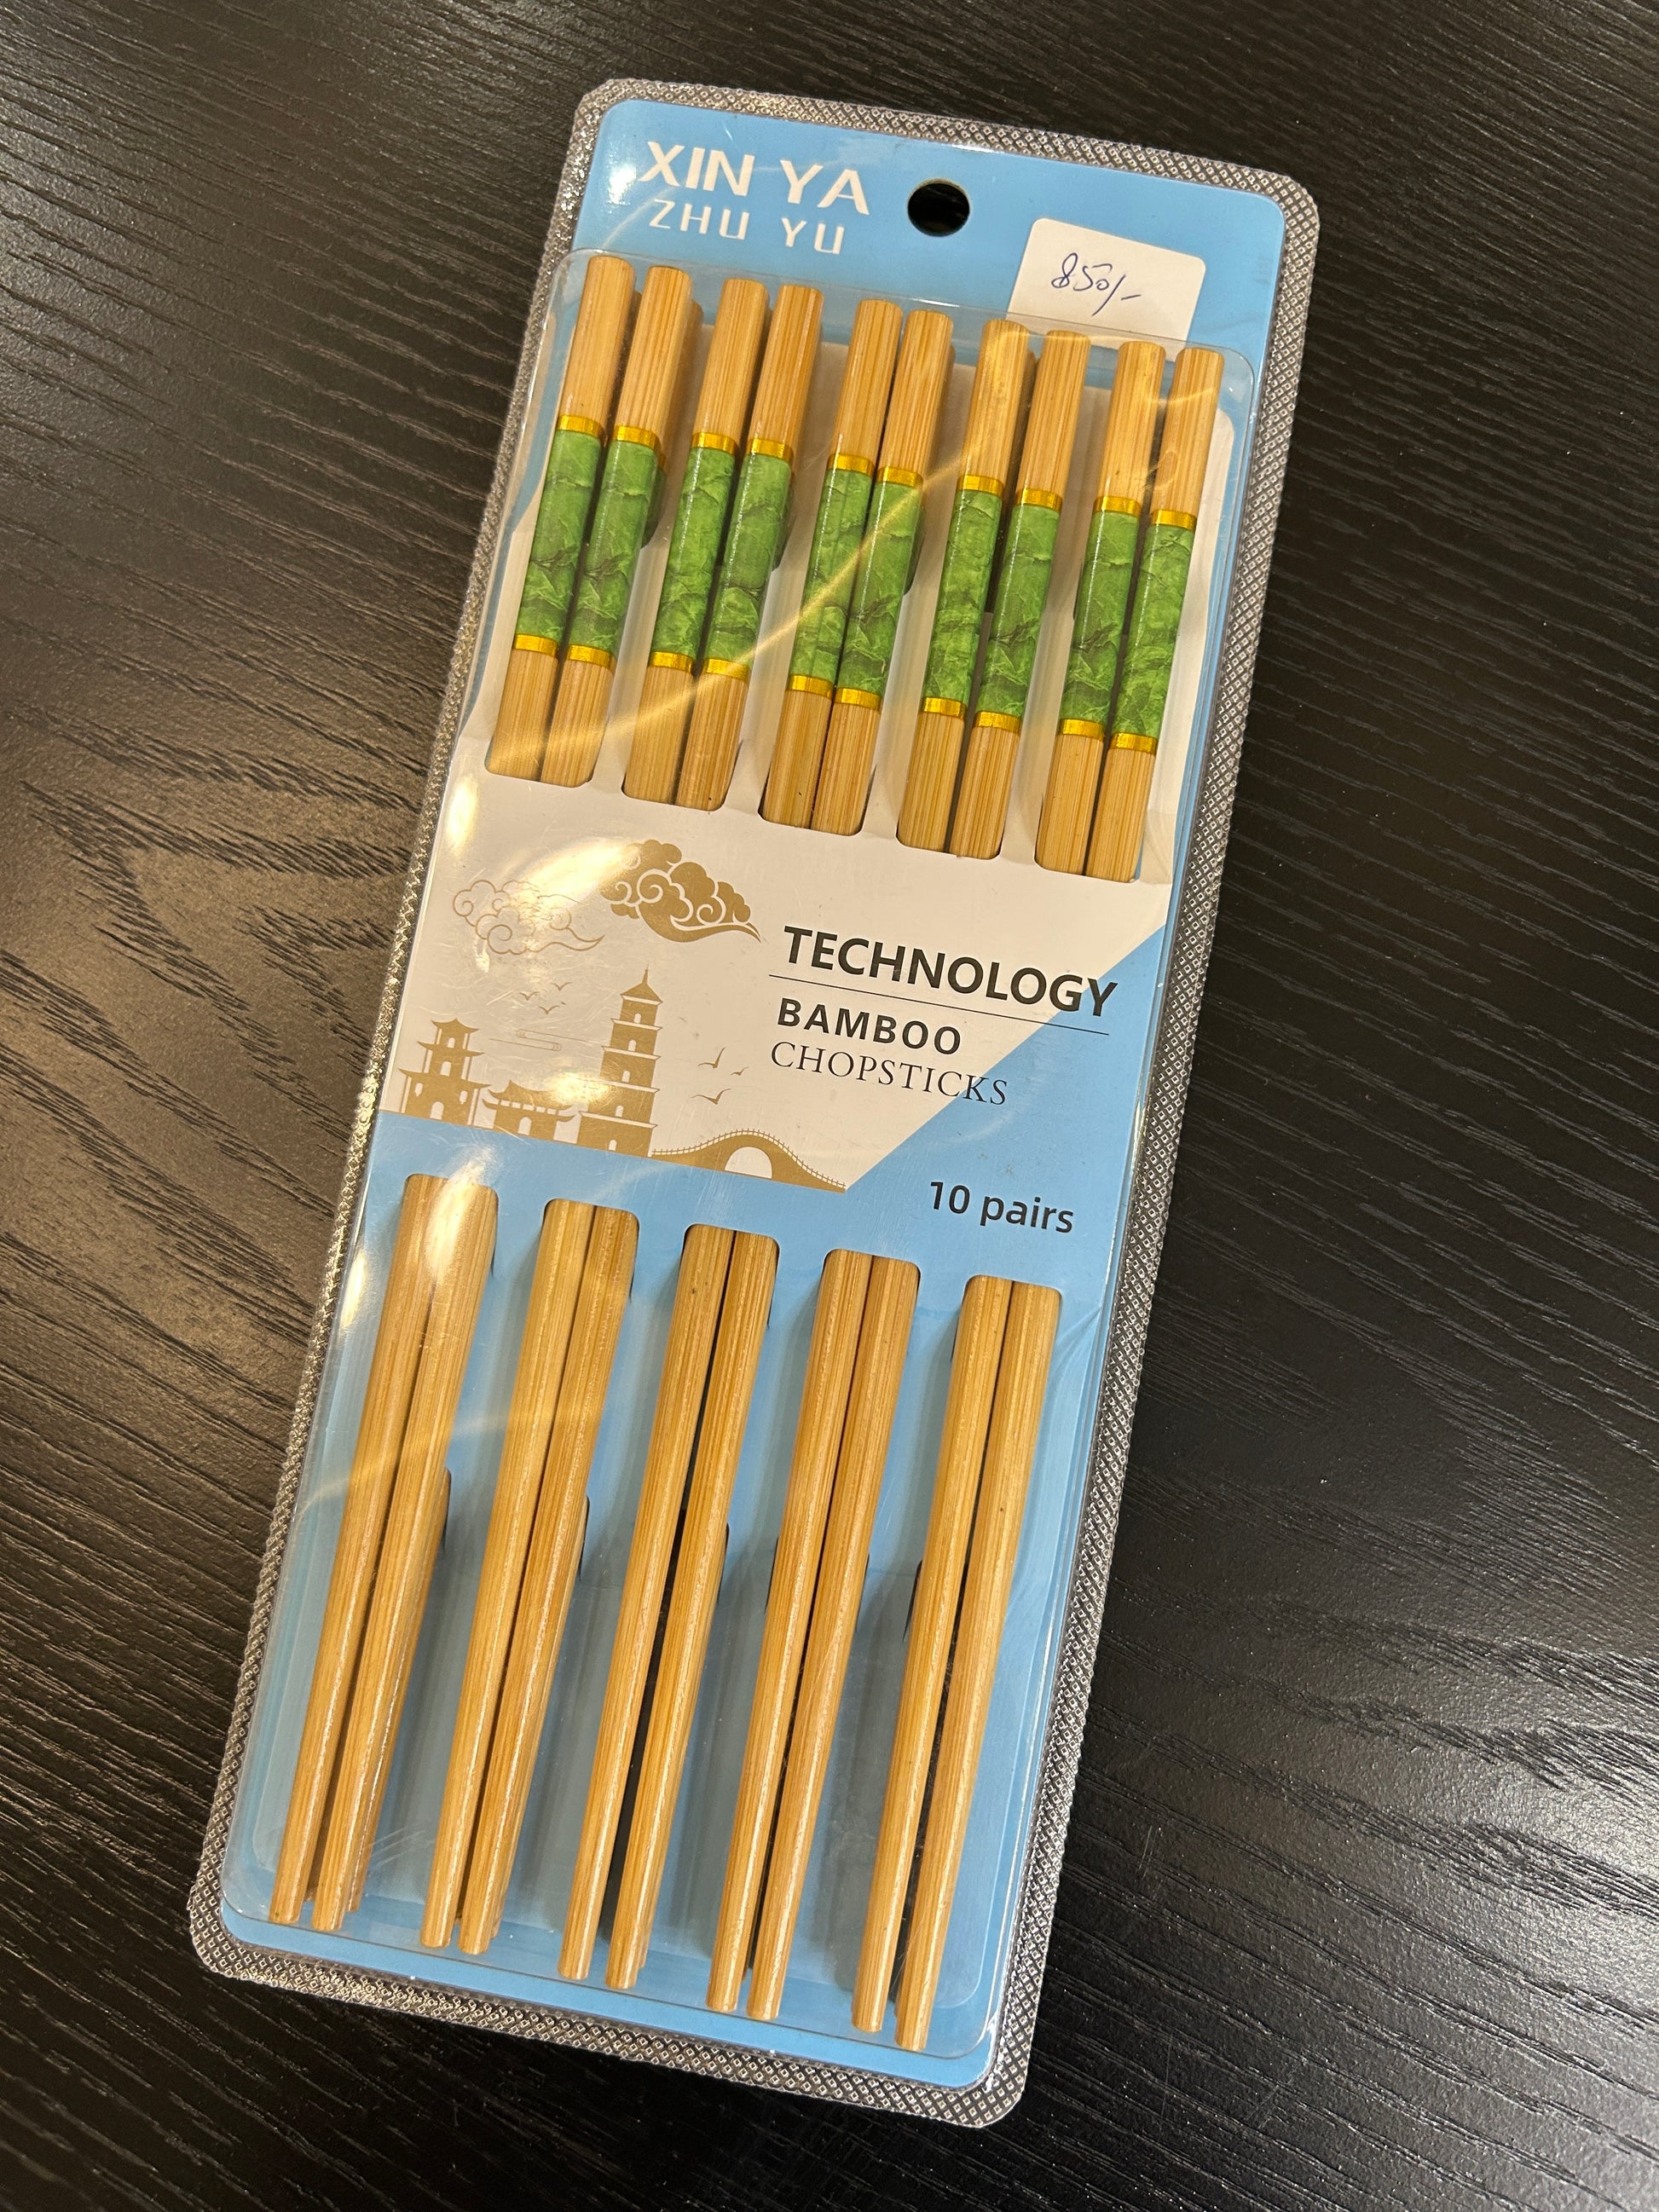 XIN YA
ZHU YU
850/-
TECHNOLOGY
BAMBOO
CHOPSTICKS
10 pairs